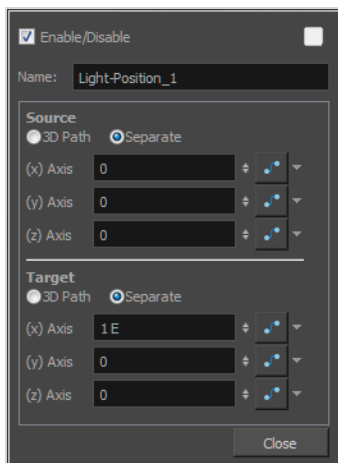 Enable/Disable
Name: Light-Position_1
Source
3D Path Separate
(x) Axis 0
(y) Axis 0
(z) Axis 0
Target
3D Path Separate
(x) Axis 1 E
(y) Axis 0
(z) Axis 0
Close